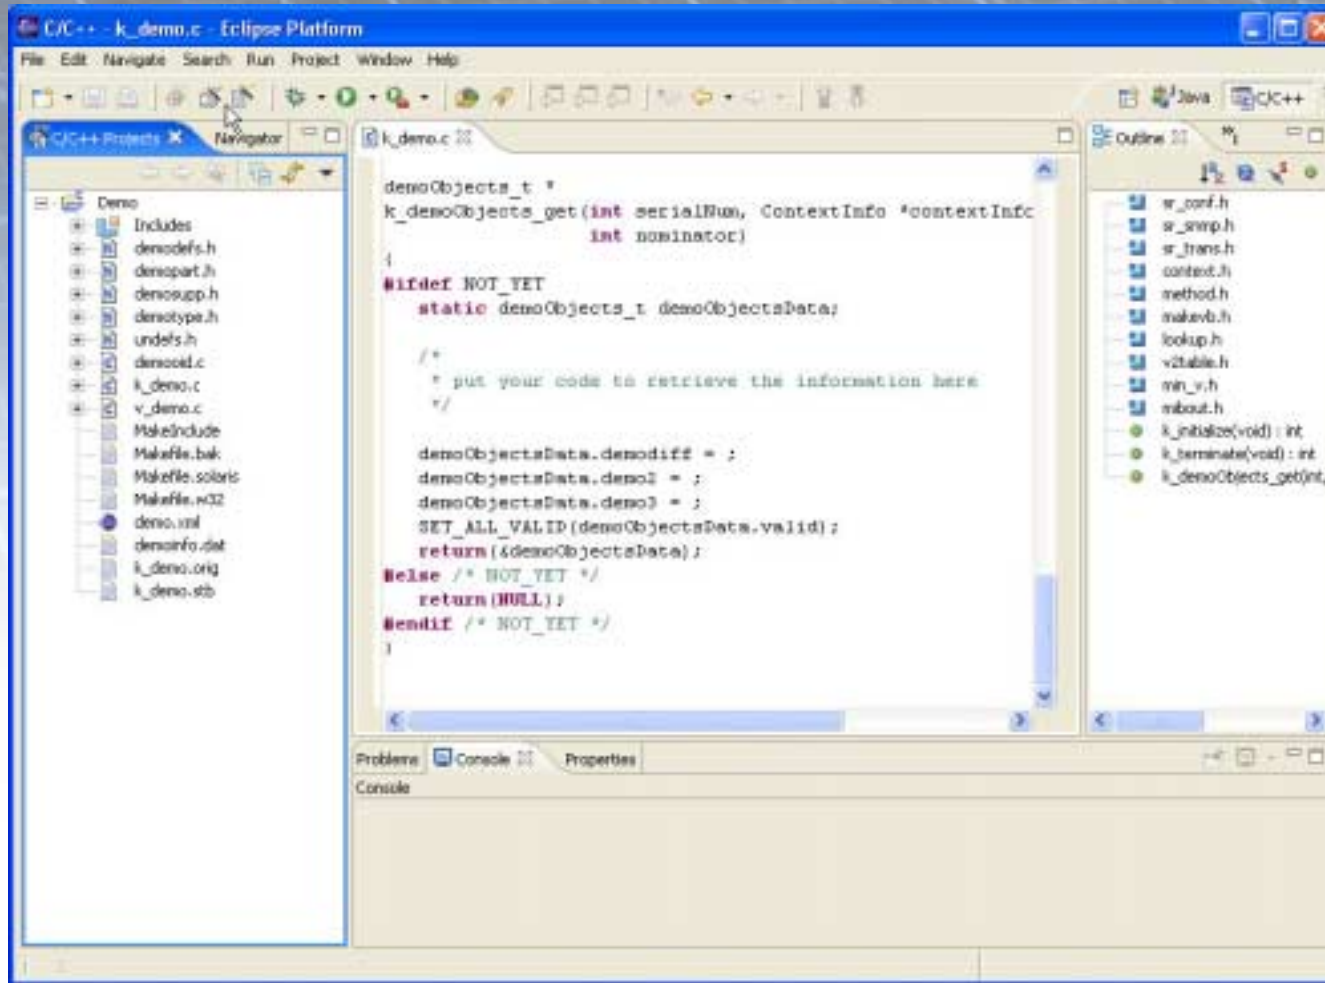 C/C++ - k_demo.c - Eclipse Platform
File Edit Navigate Search Run Project Window Help
Java C/C++
C/C++ Projects Navigator
Demo
Includes
demodefs.h
demopart.h
demosupp.h
demotype.h
undefs.h
demooid.c
k_demo.c
v_demo.c
MakeInclude
Makefile.bak
Makefile.solaris
Makefile.w32
demo.xml
demoinfo.dat
k_demo.orig
k_demo.stb
k_demo.c
demoObjects_t *
k_demoObjects_get(int serialNum, ContextInfo *contextInfo
int nominator)
{
#ifdef NOT_YET
static demoObjects_t demoObjectsData;
/*
* put your code to retrieve the information here
*/
demoObjectsData.demodiff = ;
demoObjectsData.demo2 = ;
demoObjectsData.demo3 = ;
SET_ALL_VALID(demoObjectsData.valid);
return(&demoObjectsData);
#else /* NOT_YET */
return(NULL);
#endif /* NOT_YET */
}
Outline
sr_conf.h
sr_snmp.h
sr_trans.h
context.h
method.h
makevb.h
lookup.h
v2table.h
min_v.h
mibout.h
k_initialize(void) : int
k_terminate(void) : int
k_demoObjects_get(int,
Problems Console Properties
Console